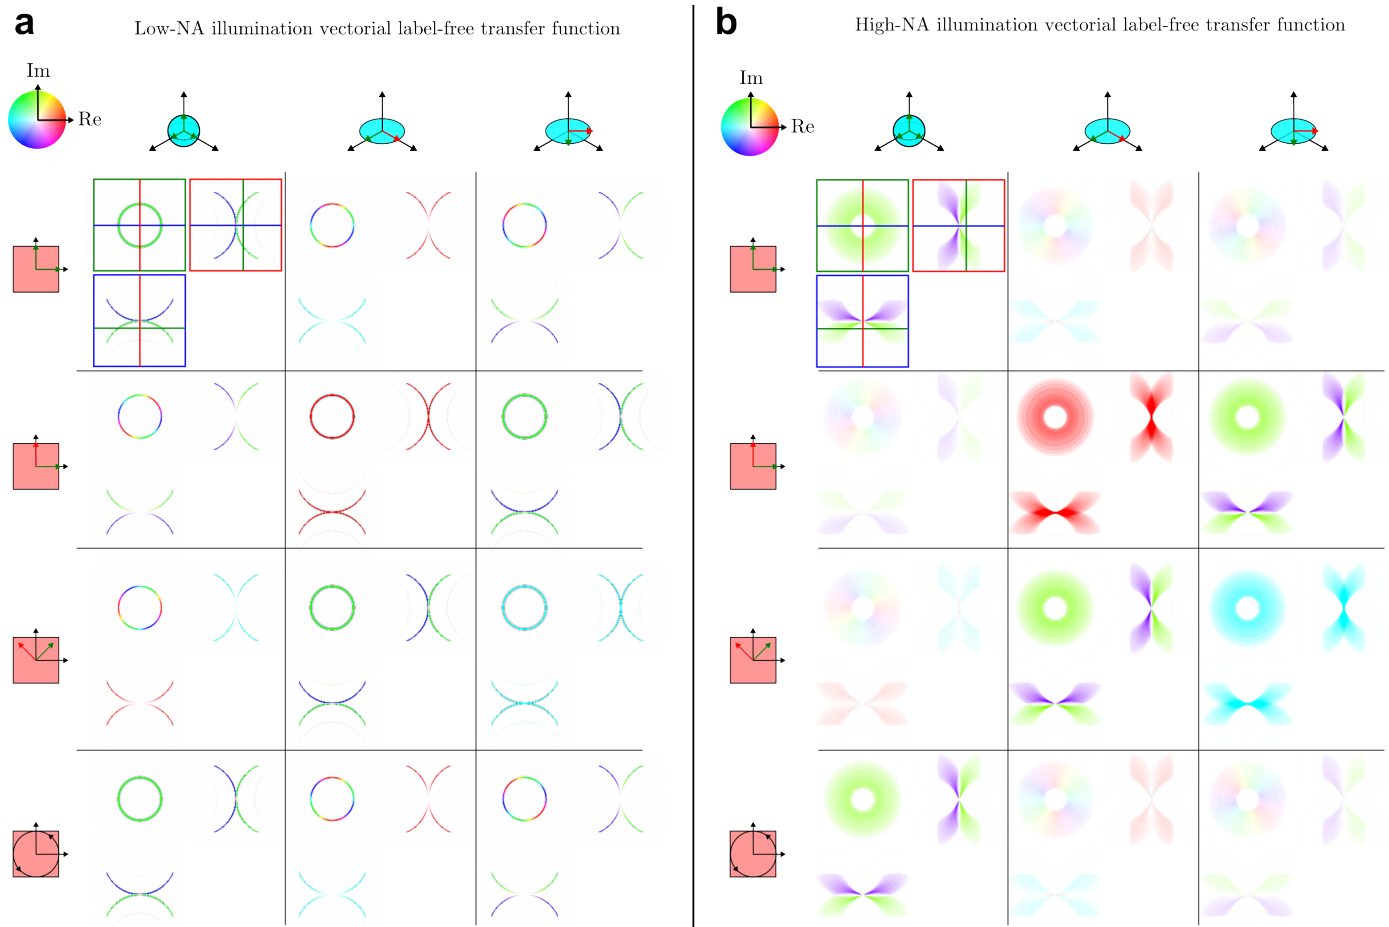 a
Low-NA illumination vectorial label-free transfer function
Im
Re
b
High-NA illumination vectorial label-free transfer function
Im
Re